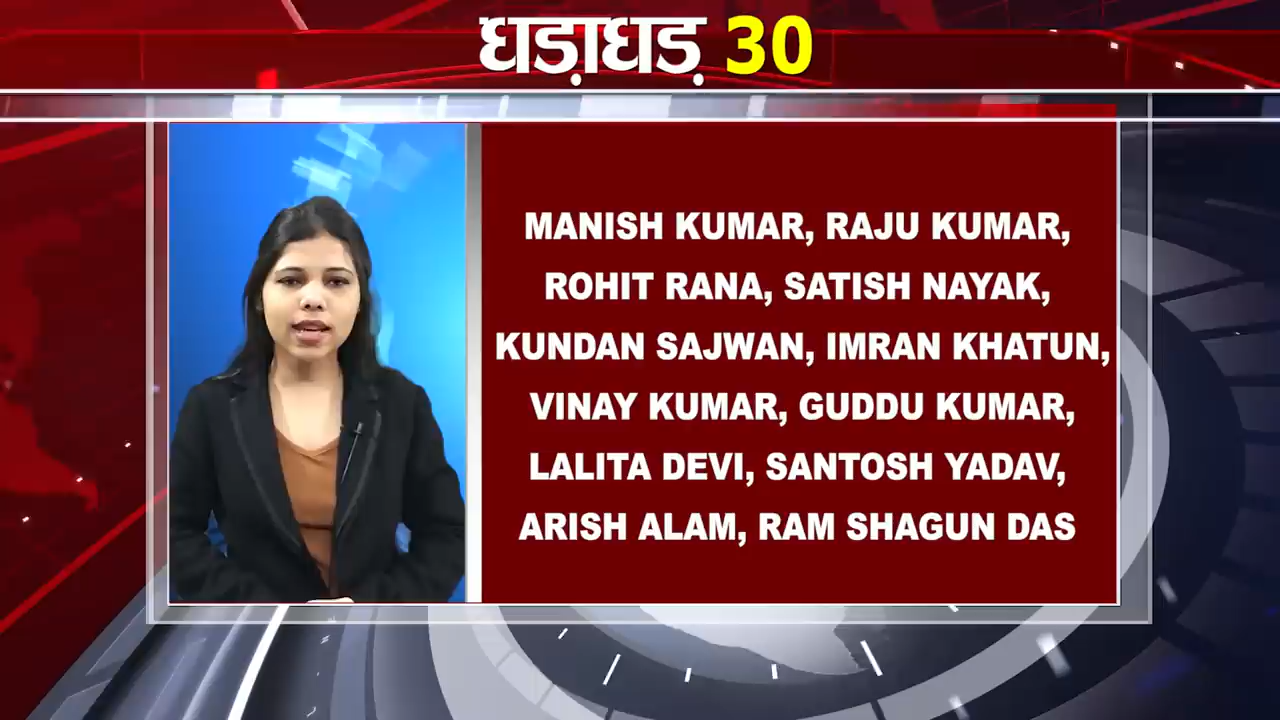 धड़ाधड़ 30
MANISH KUMAR, RAJU KUMAR,
ROHIT RANA, SATISH NAYAK,
KUNDAN SAJWAN, IMRAN KHATUN,
VINAY KUMAR, GUDDU KUMAR,
LALITA DEVI, SANTOSH YADAV,
ARISH ALAM, RAM SHAGUN DAS